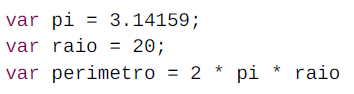 var pi = 3.14159;
var raio = 20;
var perimetro = 2 * pi * raio